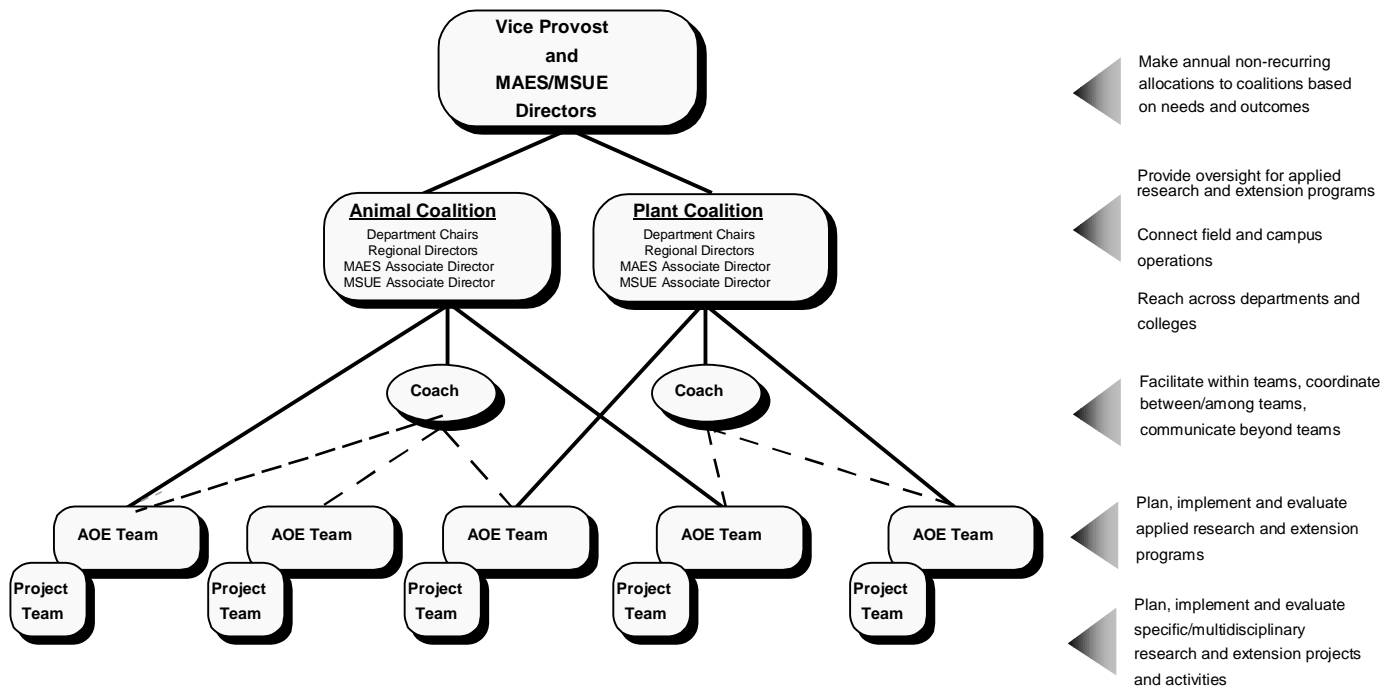 Vice Provost
and
MAES/MSUE
Directors
Make annual non-recurring
allocations to coalitions based
on needs and outcomes
Animal Coalition
Department Chairs
Regional Directors
MAES Associate Director
MSUE Associate Director
Plant Coalition
Department Chairs
Regional Directors
MAES Associate Director
MSUE Associate Director
Provide oversight for applied
research and extension programs
Connect field and campus
operations
Reach across departments and
colleges
Coach
Coach
Facilitate within teams, coordinate
between/among teams,
communicate beyond teams
AOE Team
AOE Team
AOE Team
AOE Team
AOE Team
Plan, implement and evaluate
applied research and extension
programs
Project
Team
Project
Team
Project
Team
Project
Team
Project
Team
Plan, implement and evaluate
specific/multidisciplinary
research and extension projects
and activities